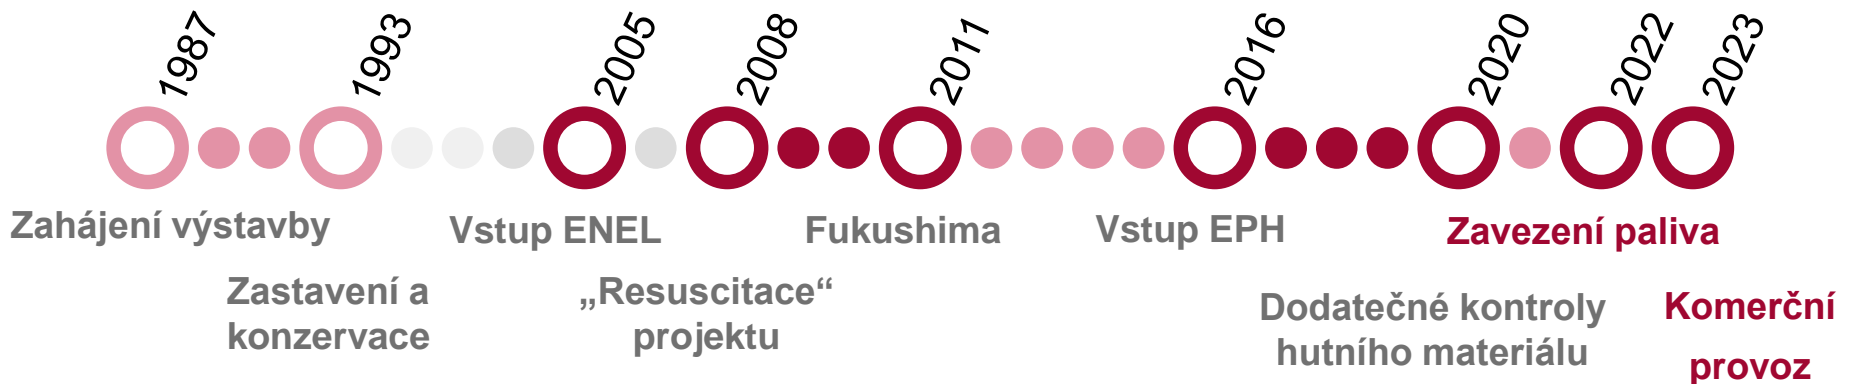 1987
1993
2005
2008
2011
2016
2020
2022
2023
Zahájení výstavby
Vstup ENEL
Fukushima
Vstup EPH
Zavezení paliva
Zastavení a
konzervace
„Resuscitace“
projektu
Dodatečné kontroly
hutního materiálu
Komerční
provoz